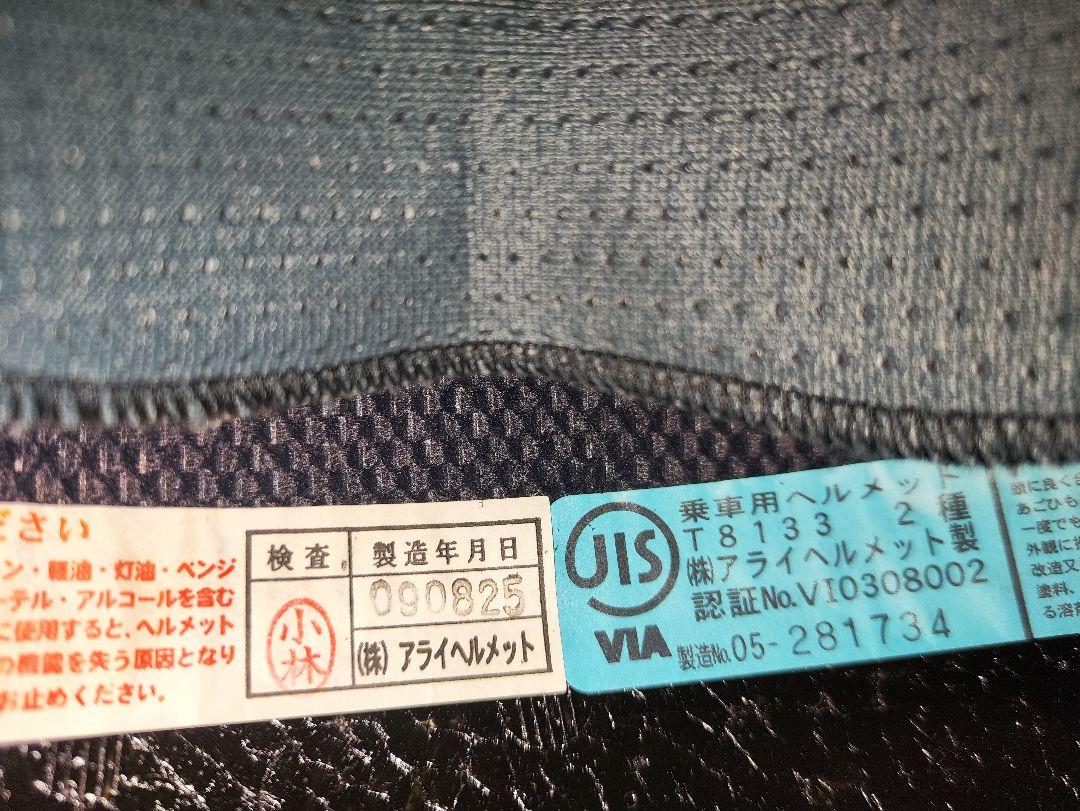 ださい
ン・軽油・灯油・ベンジ
ーテル・アルコールを含む
に使用すると、ヘルメット
の機能を失う原因となり
お止めください。
検査
製造年月日
090825
小林
(株) アライヘルメット
JIS
VIA
乗車用ヘルメット
T8133 2種
(株)アライヘルメット製
認証No.VI0308002
製造No.05-281734
頭に良く合
あごひも
一度でも
外観に損
改造又
塗料、
る溶剤